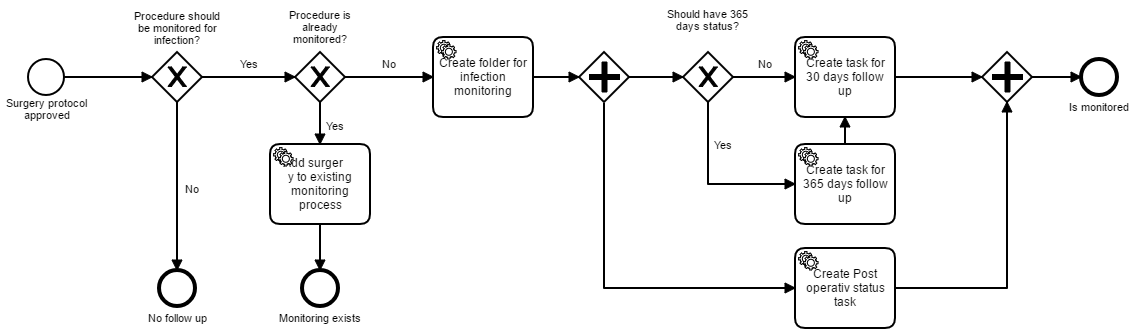 Procedure should
be monitored for
infection?
Procedure is
already
monitored?
Should have 365
days status?
Yes
No
No
Create folder for
infection
monitoring
Create task for
30 days follow
up
Surgery protocol
approved
Is monitored
Yes
Yes
No
dd surger
y to existing
monitoring
process
Create task for
365 days follow
up
Create Post
operativ status
task
No follow up
Monitoring exists